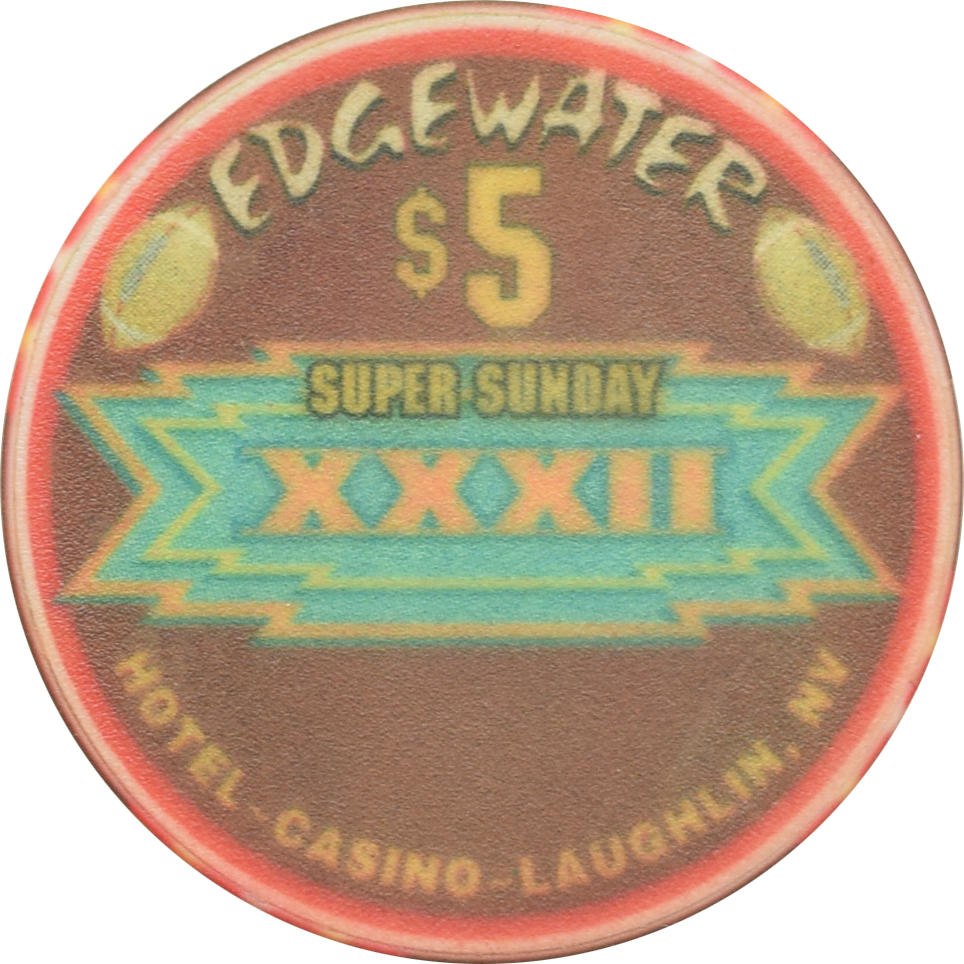 EDGEWATER
$5
SUPER SUNDAY
XXXII
HOTEL-CASINO-LAUGHLIN, NV